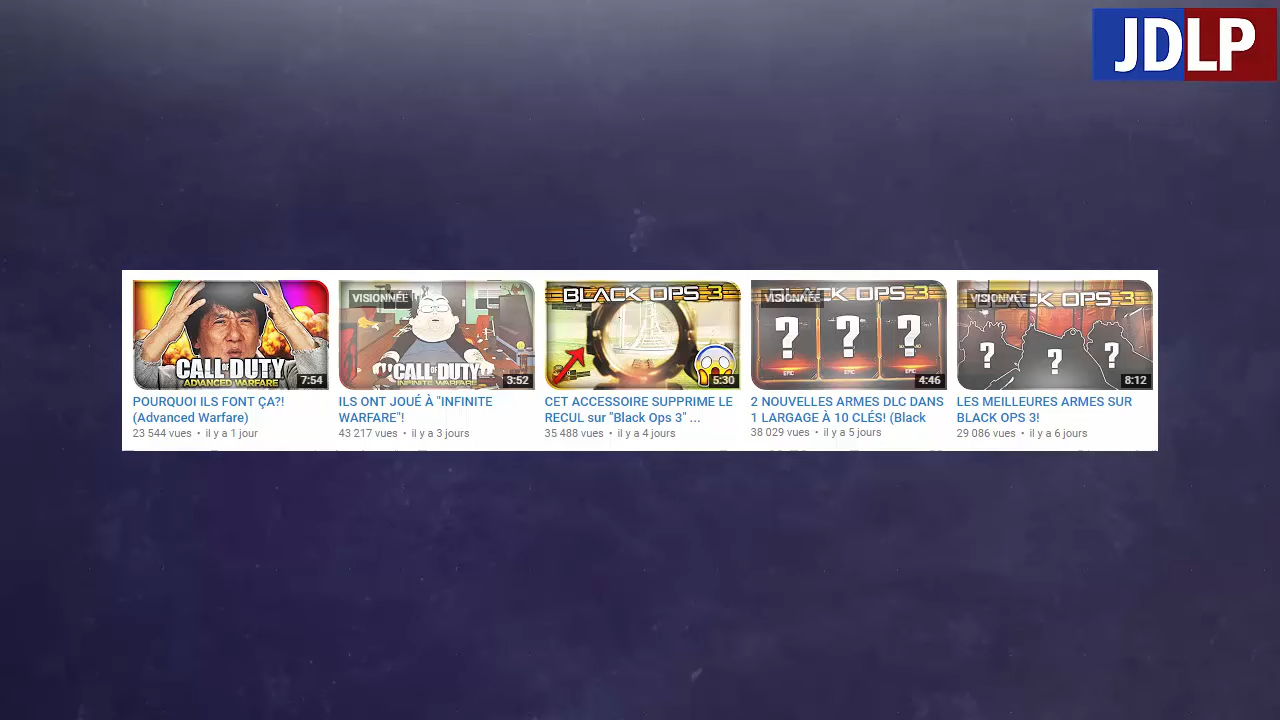 JDLP
CALL OF DUTY
ADVANCED WARFARE
7:54
POURQUOI ILS FONT ÇA?!
(Advanced Warfare)
23 544 vues • il y a 1 jour
VISIONNÉE
CALL OF DUTY
INFINITE WARFARE
3:52
ILS ONT JOUÉ À "INFINITE
WARFARE"!
43 217 vues • il y a 3 jours
BLACK OPS 3
5:30
CET ACCESSOIRE SUPPRIME LE
RECUL sur "Black Ops 3" ...
35 488 vues • il y a 4 jours
VISIONNÉE
BLACK OPS 3
? ? ?
EPIC EPIC
4:46
2 NOUVELLES ARMES DLC DANS
1 LARGAGE À 10 CLÉS! (Black
38 029 vues • il y a 5 jours
VISIONNÉE
BLACK OPS 3
? ? ?
8:12
LES MEILLEURES ARMES SUR
BLACK OPS 3!
29 086 vues • il y a 6 jours